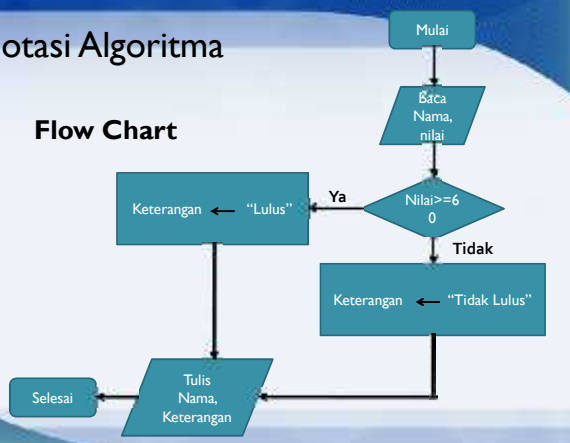 otasi Algoritma
Flow Chart
Mulai
Baca
Nama,
nilai
Nilai>=6
0
Ya
Tidak
Keterangan ← “Lulus”
Keterangan ← “Tidak Lulus”
Tulis
Nama,
Keterangan
Selesai